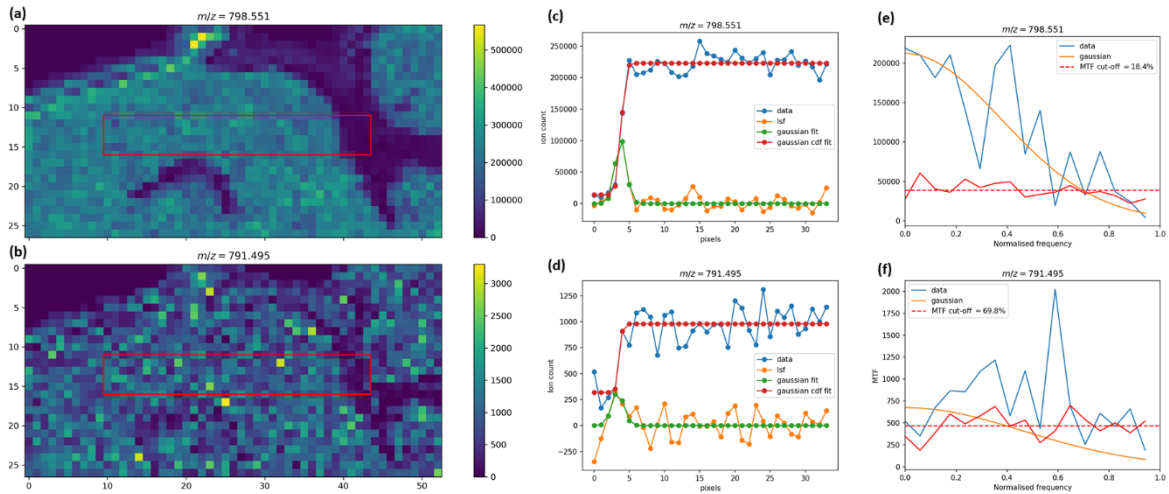 (a)
m/z = 798.551
0
5
10
15
20
25
500000
400000
300000
200000
100000
0
(b)
m/z = 791.495
0
5
10
15
20
25
0
10
20
30
40
50
3000
2500
2000
1500
1000
500
0
(c)
m/z = 798.551
Ion count
250000
200000
150000
100000
50000
0
data
lsf
gaussian fit
gaussian cdf fit
0
5
10
15
20
25
30
pixels
(d)
m/z = 791.495
Ion count
1250
1000
750
500
250
0
−250
data
lsf
gaussian fit
gaussian cdf fit
0
5
10
15
20
25
30
pixels
(e)
m/z = 798.551
200000
150000
100000
50000
0
data
gaussian
MTF cut-off = 18.4%
0.0
0.2
0.4
0.6
0.8
1.0
Normalised frequency
(f)
m/z = 791.495
MTF
2000
1750
1500
1250
1000
750
500
250
0
data
gaussian
MTF cut-off = 69.8%
0.0
0.2
0.4
0.6
0.8
1.0
Normalised frequency